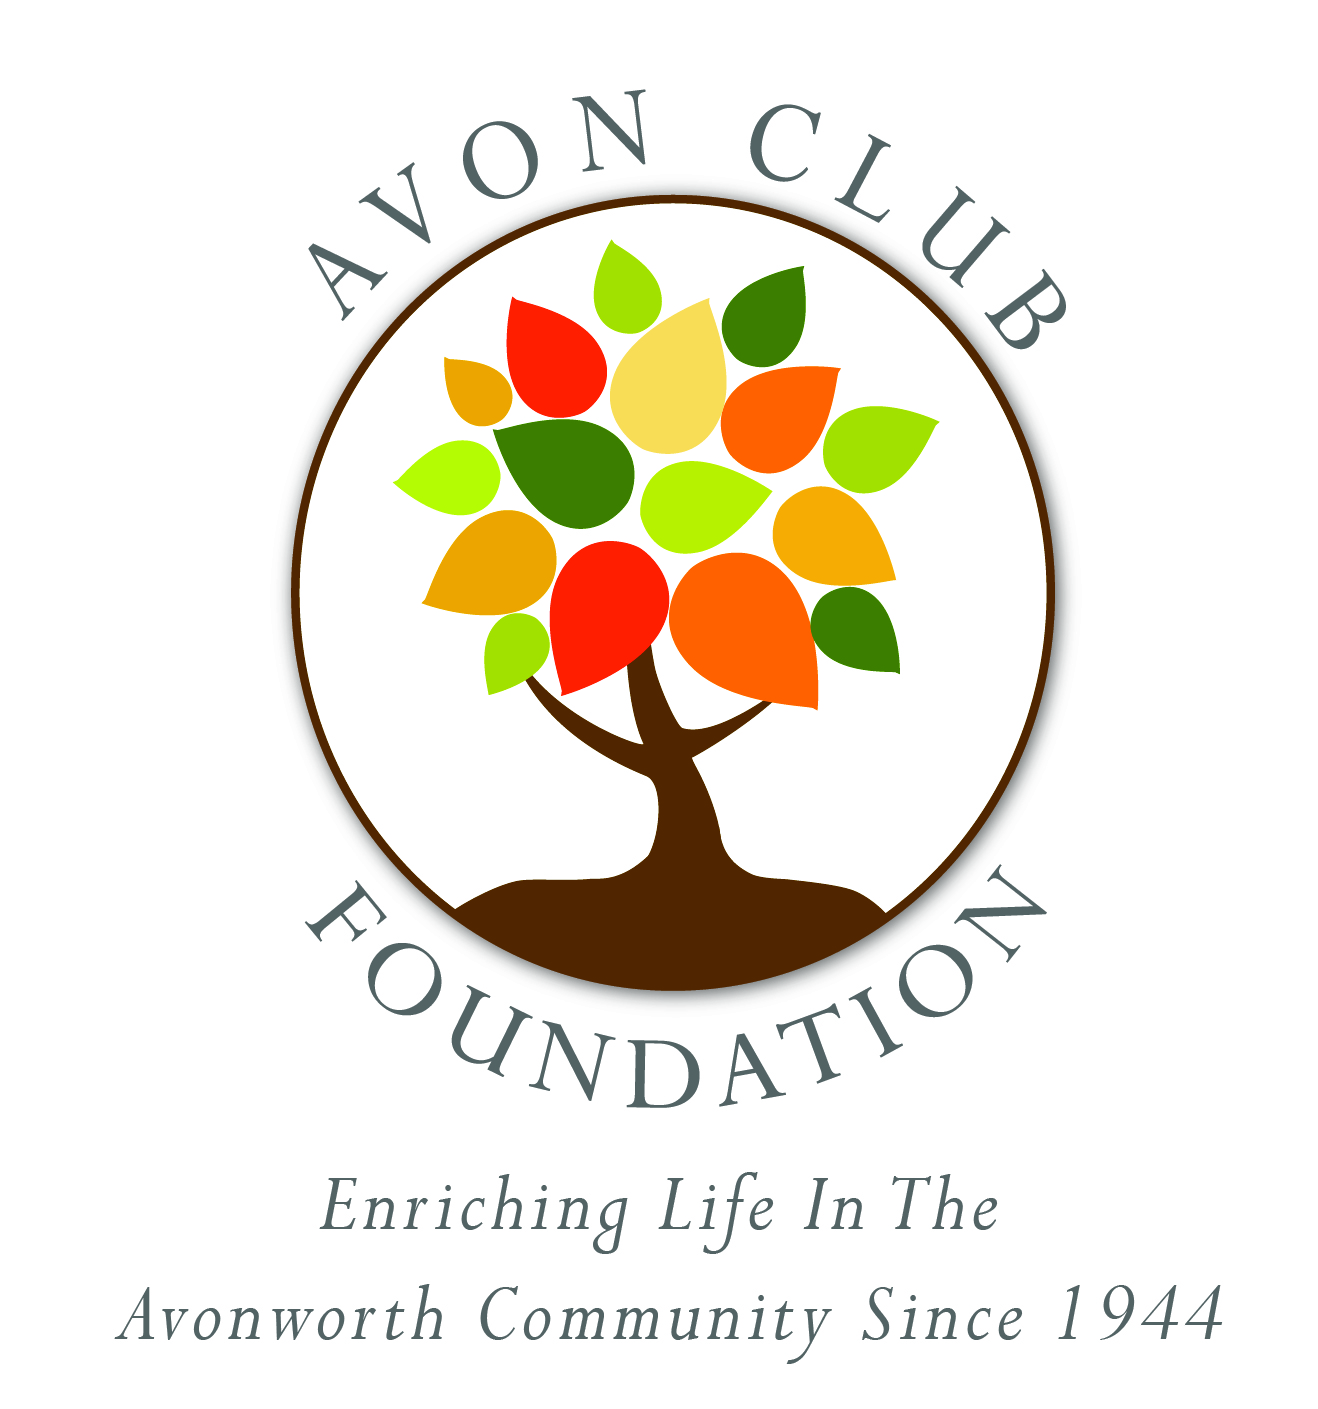 AVON CLUB
FOUNDATION
Enriching Life In The
Avonworth Community Since 1944